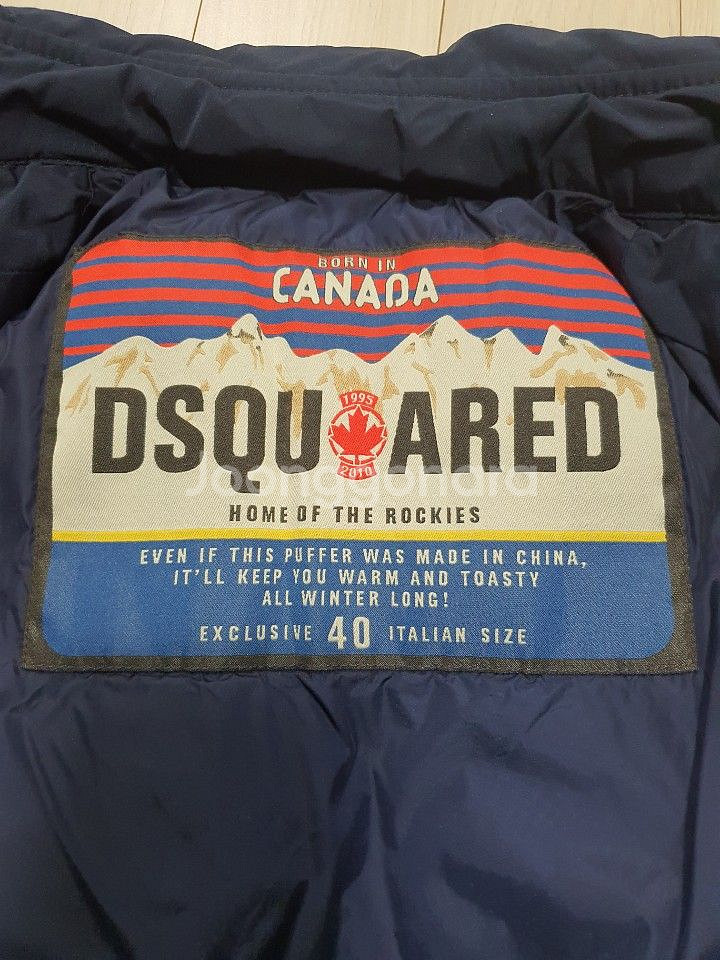 BORN IN
CANADA
1995
DSQU ARED
2010
Joonggonara
HOME OF THE ROCKIES
EVEN IF THIS PUFFER WAS MADE IN CHINA,
IT'LL KEEP YOU WARM AND TOASTY
ALL WINTER LONG!
EXCLUSIVE 40 ITALIAN SIZE